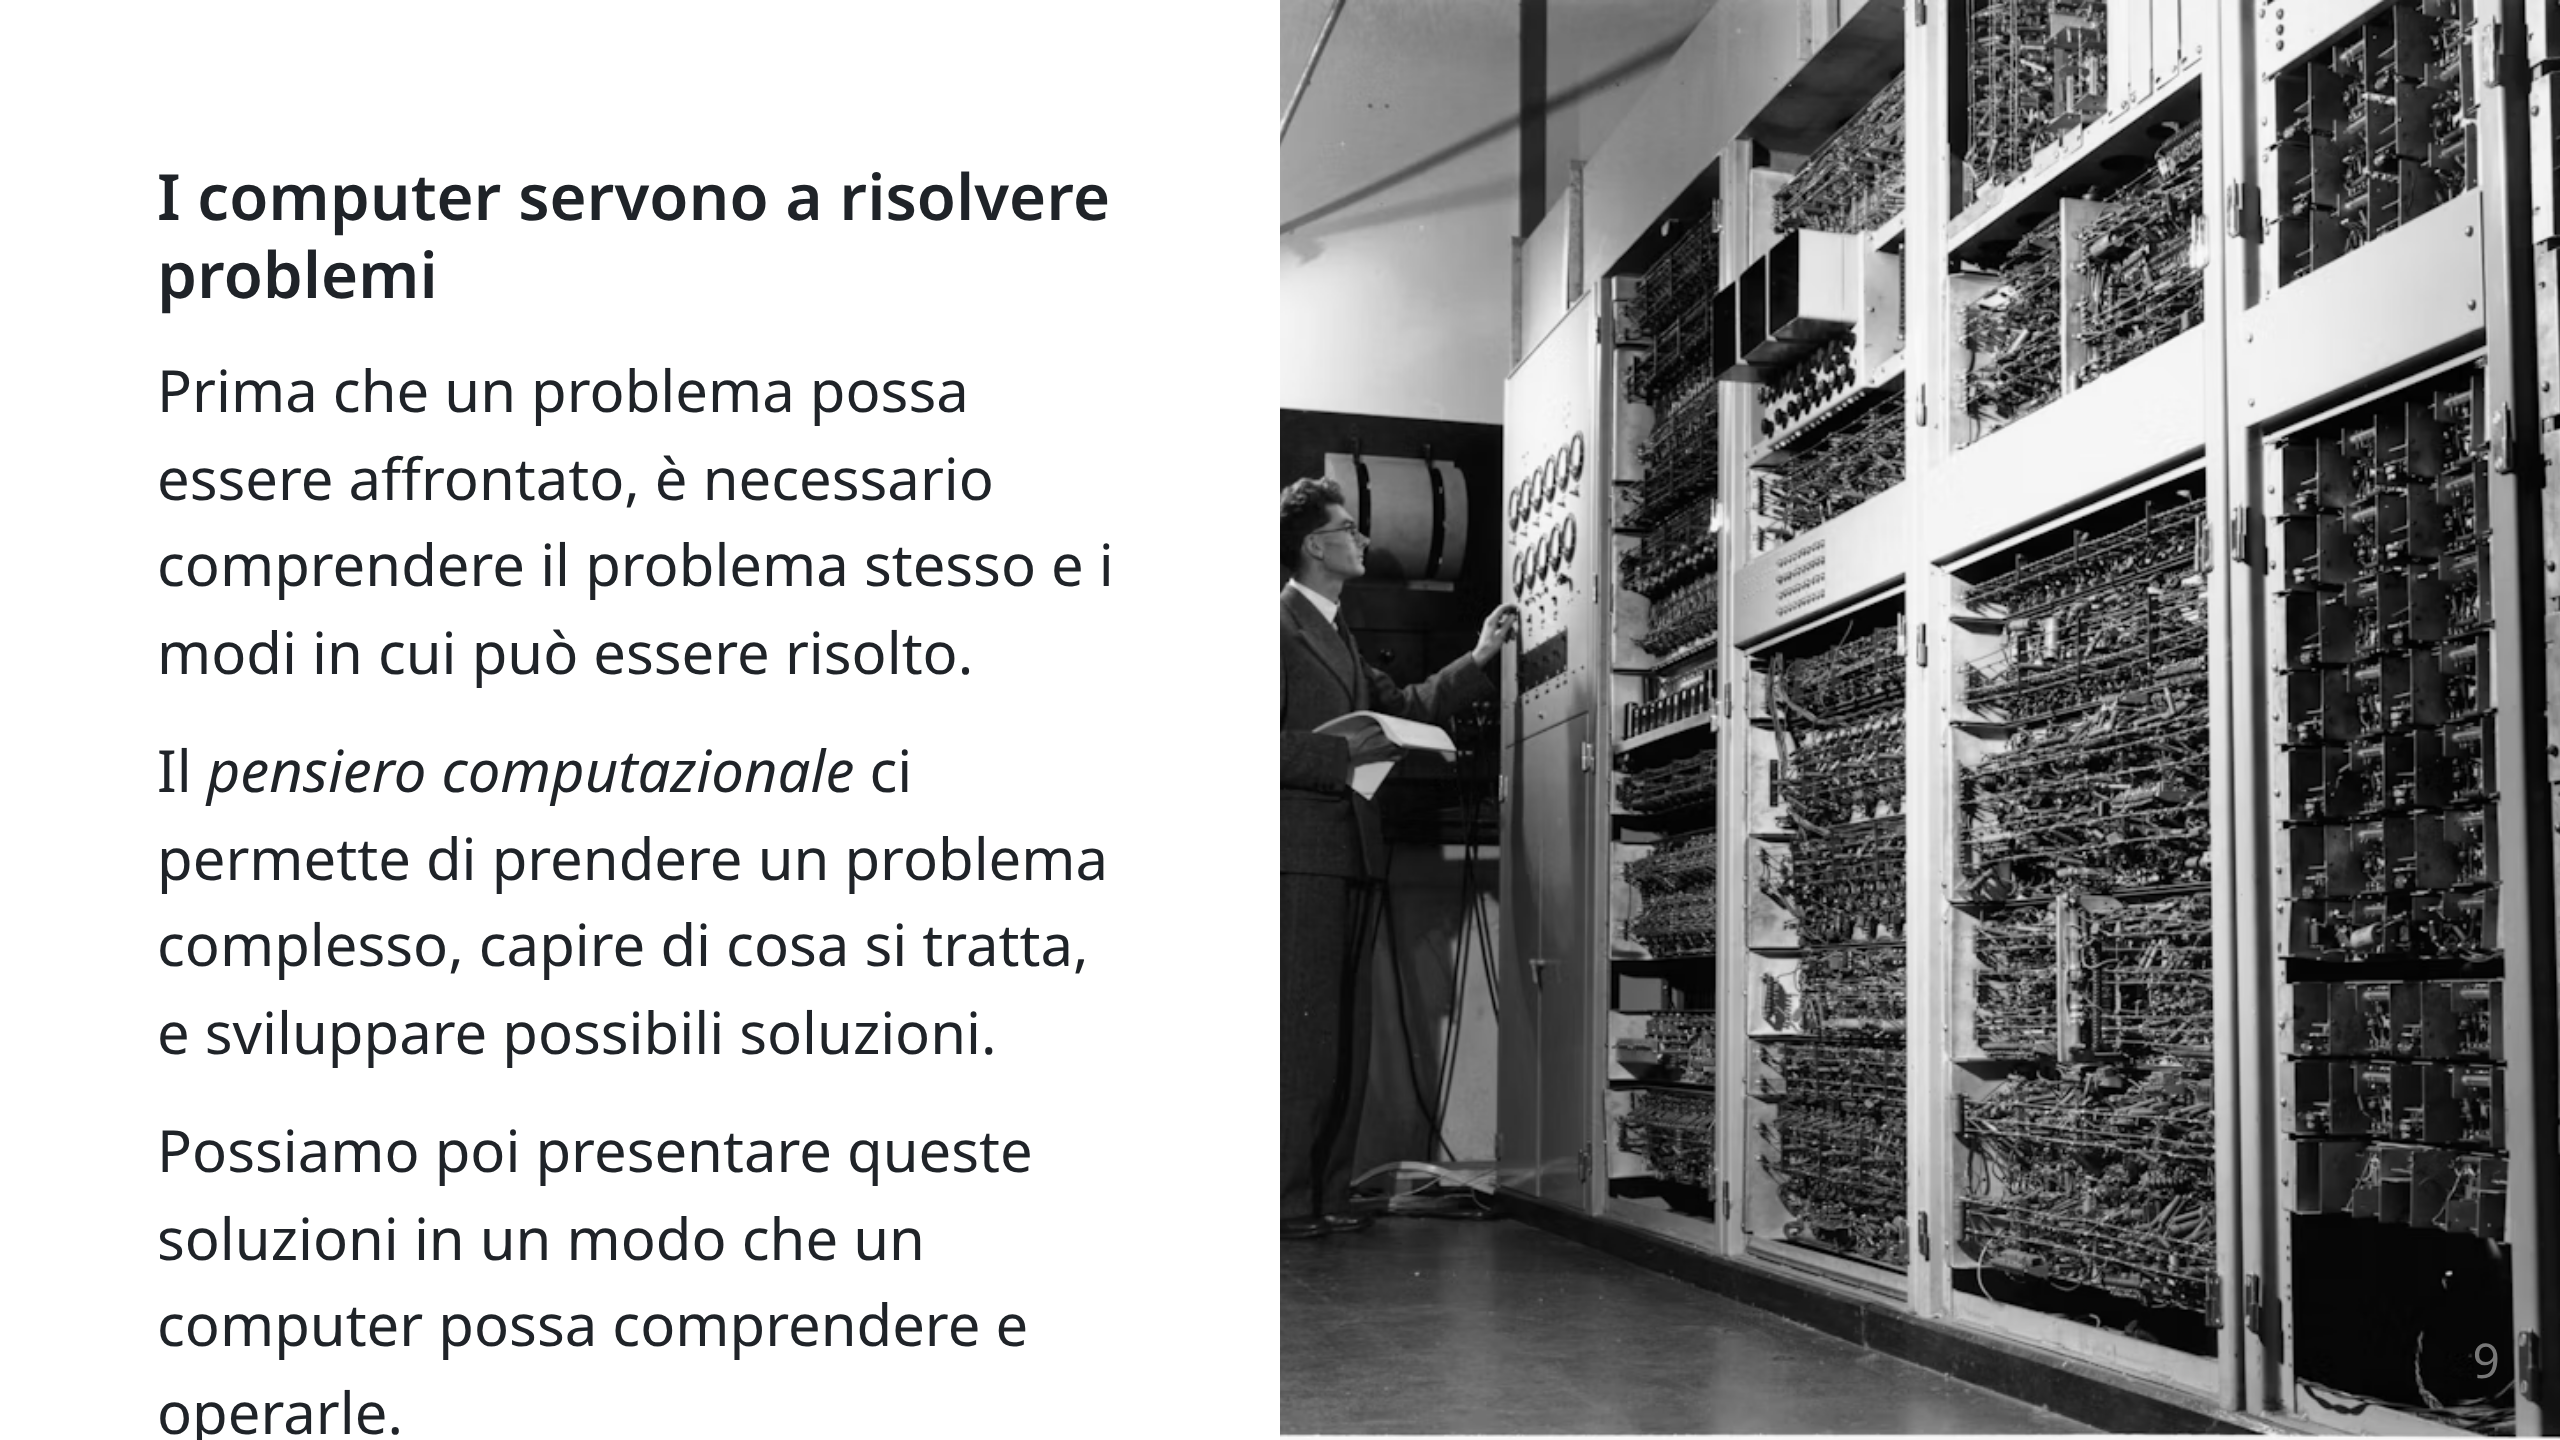 I computer servono a risolvere
problemi
Prima che un problema possa
essere affrontato, è necessario
comprendere il problema stesso e i
modi in cui può essere risolto.
Il pensiero computazionale ci
permette di prendere un problema
complesso, capire di cosa si tratta,
e sviluppare possibili soluzioni.
Possiamo poi presentare queste
soluzioni in un modo che un
computer possa comprendere e
operarle.
9